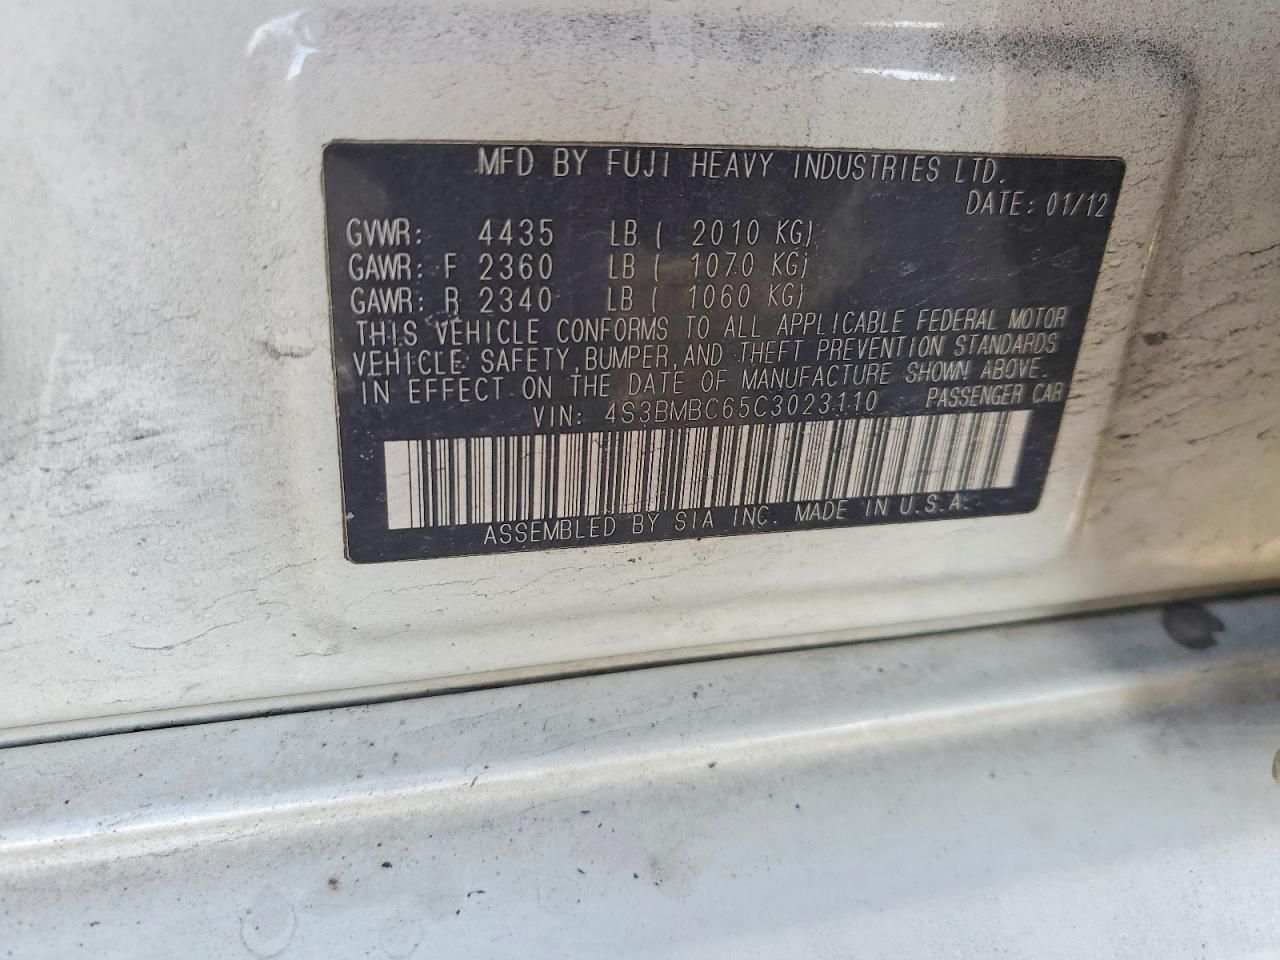 MFD BY FUJI HEAVY INDUSTRIES LTD.
DATE: 01/12
GVWR: 4435 LB ( 2010 KG)
GAWR: F 2360 LB ( 1070 KG)
GAWR: R 2340 LB ( 1060 KG)
THIS VEHICLE CONFORMS TO ALL APPLICABLE FEDERAL MOTOR
VEHICLE SAFETY, BUMPER, AND THEFT PREVENTION STANDARDS
IN EFFECT ON THE DATE OF MANUFACTURE SHOWN ABOVE.
VIN: 4S3BMBC65C3023110 PASSENGER CAR
ASSEMBLED BY SIA INC. MADE IN U.S.A.